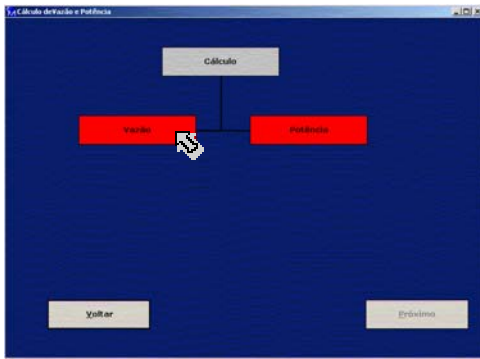 Cálculo deVazão e Potência
Cálculo
Vazão
Potência
Voltar
Próximo